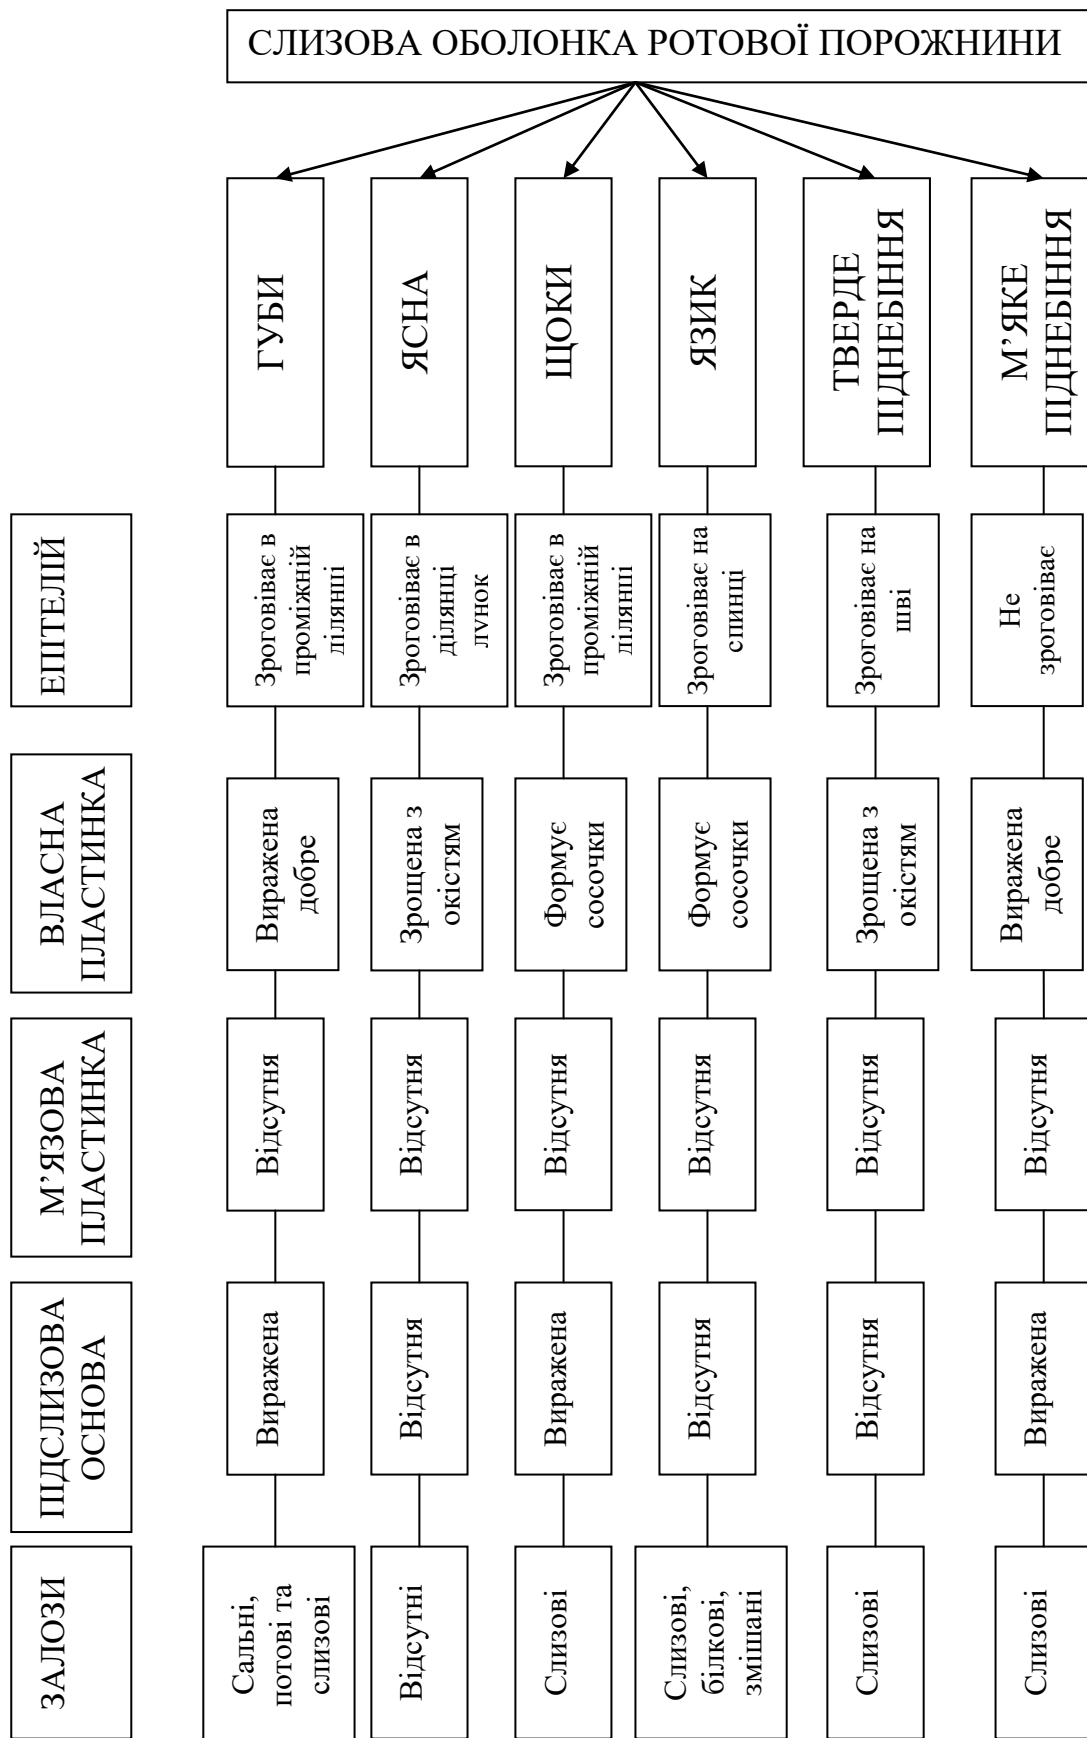 СЛИЗОВА ОБОЛОНКА РОТОВОЇ ПОРОЖНИНИ
ГУБИ
ЯСНА
ЩОКИ
ЯЗИК
ТВЕРДЕ
ПІДНЕБІННЯ
М’ЯКЕ
ПІДНЕБІННЯ
ЕПІТЕЛІЙ
Зроговіває в
проміжній
ділянці
Зроговіває в
ділянці
лунок
Зроговіває в
проміжній
ділянці
Зроговіває на
спинці
Зроговіває на
шві
Не
зроговіває
ВЛАСНА
ПЛАСТИНКА
Виражена
добре
Зрощена з
окістям
Формує
сосочки
Формує
сосочки
Зрощена з
окістям
Виражена
добре
М’ЯЗОВА
ПЛАСТИНКА
Відсутня
Відсутня
Відсутня
Відсутня
Відсутня
Відсутня
ПІДСЛИЗОВА
ОСНОВА
Виражена
Відсутня
Виражена
Відсутня
Відсутня
Виражена
ЗАЛОЗИ
Сальні,
потові та
слизові
Відсутні
Слизові
Слизові,
білкові,
змішані
Слизові
Слизові